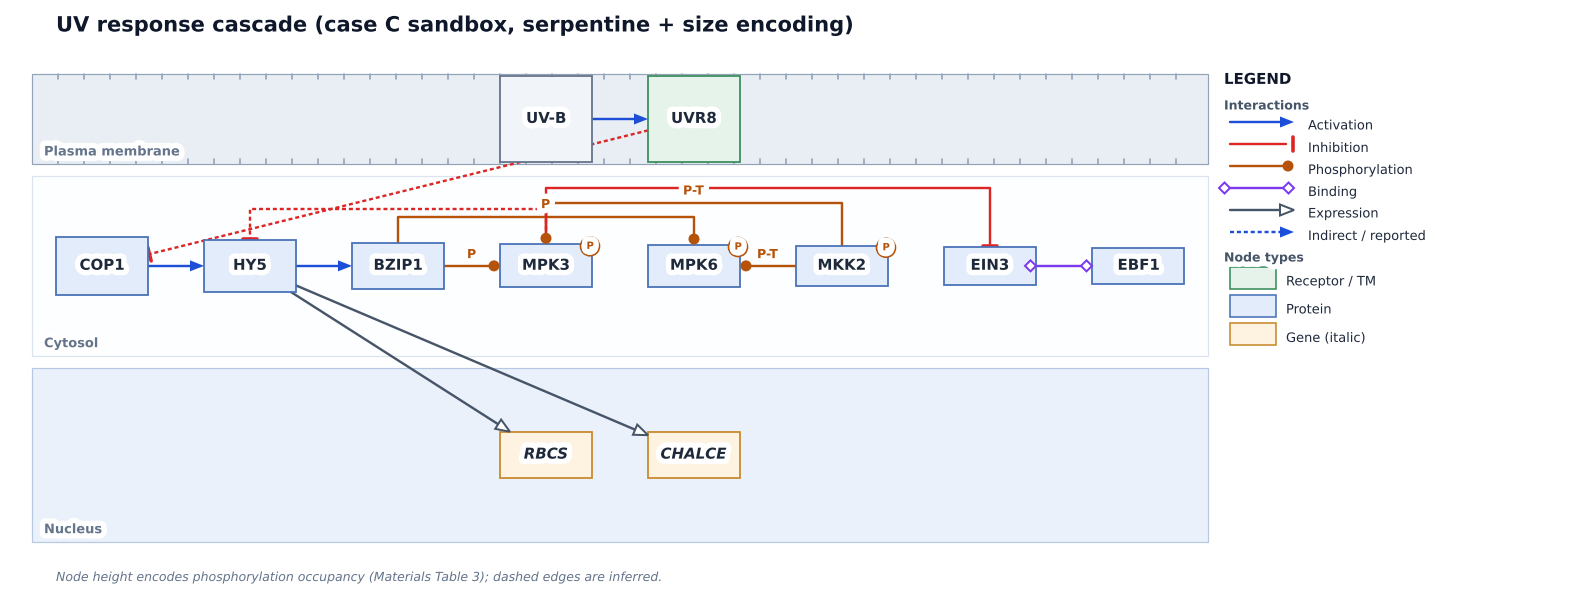 UV response cascade (case C sandbox, serpentine + size encoding)
UV-B
UVR8
Plasma membrane
P-T
P
COP1
HY5
BZIP1
P
MPK3
P
MPK6
P
P-T
MKK2
P
EIN3
EBF1
Cytosol
RBCS
CHALCE
Nucleus
Node height encodes phosphorylation occupancy (Materials Table 3); dashed edges are inferred.
LEGEND
Interactions
Activation
Inhibition
Phosphorylation
Binding
Expression
Indirect / reported
Node types
Receptor / TM
Protein
Gene (italic)